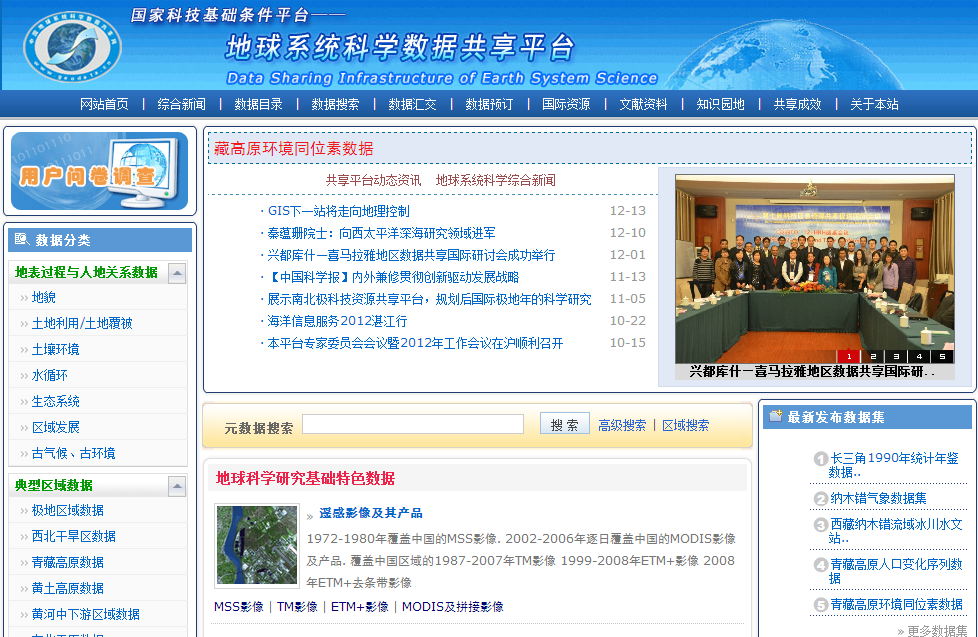 国家科技基础条件平台——
地球系统科学数据共享平台
Data Sharing Infrastructure of Earth System Science
网站首页 | 综合新闻 | 数据目录 | 数据搜索 | 数据汇交 | 数据预订 | 国际资源 | 文献资料 | 知识园地 | 共享成效 | 关于本站
用户问卷调查
数据分类
地表过程与人地关系数据
›› 地貌
›› 土地利用/土地覆被
›› 土壤环境
›› 水循环
›› 生态系统
›› 区域发展
›› 古气候、古环境
典型区域数据
›› 极地区域数据
›› 西北干旱区数据
›› 青藏高原数据
›› 黄土高原数据
›› 黄河中下游区域数据
藏高原环境同位素数据
共享平台动态资讯 地球系统科学综合新闻
· GIS下一站将走向地理控制 12-13
· 秦蕴珊院士：向西太平洋深海研究领域进军 12-10
· 兴都库什－喜马拉雅地区数据共享国际研讨会成功举行 12-01
· 【中国科学报】内外兼修贯彻创新驱动发展战略 11-13
· 展示南北极科技资源共享平台，规划后国际极地年的科学研究 11-05
· 海洋信息服务2012湛江行 10-22
· 本平台专家委员会会议暨2012年工作会议在沪顺利召开 10-15
1 2 3 4 5
兴都库什－喜马拉雅地区数据共享国际研..
元数据搜索 搜 索 高级搜索 | 区域搜索
地球科学研究基础特色数据
» 遥感影像及其产品
1972-1980年覆盖中国的MSS影像. 2002-2006年逐日覆盖中国的MODIS影像
及产品. 覆盖中国区域的1987-2007年TM影像 1999-2008年ETM+影像 2008
年ETM+去条带影像
MSS影像 | TM影像 | ETM+影像 | MODIS及拼接影像
最新发布数据集
1 长三角1990年统计年鉴
数据..
2 纳木错气象数据集
3 西藏纳木错流域冰川水文
站..
4 青藏高原人口变化序列数
据
5 青藏高原环境同位素数据
» 更多数据集